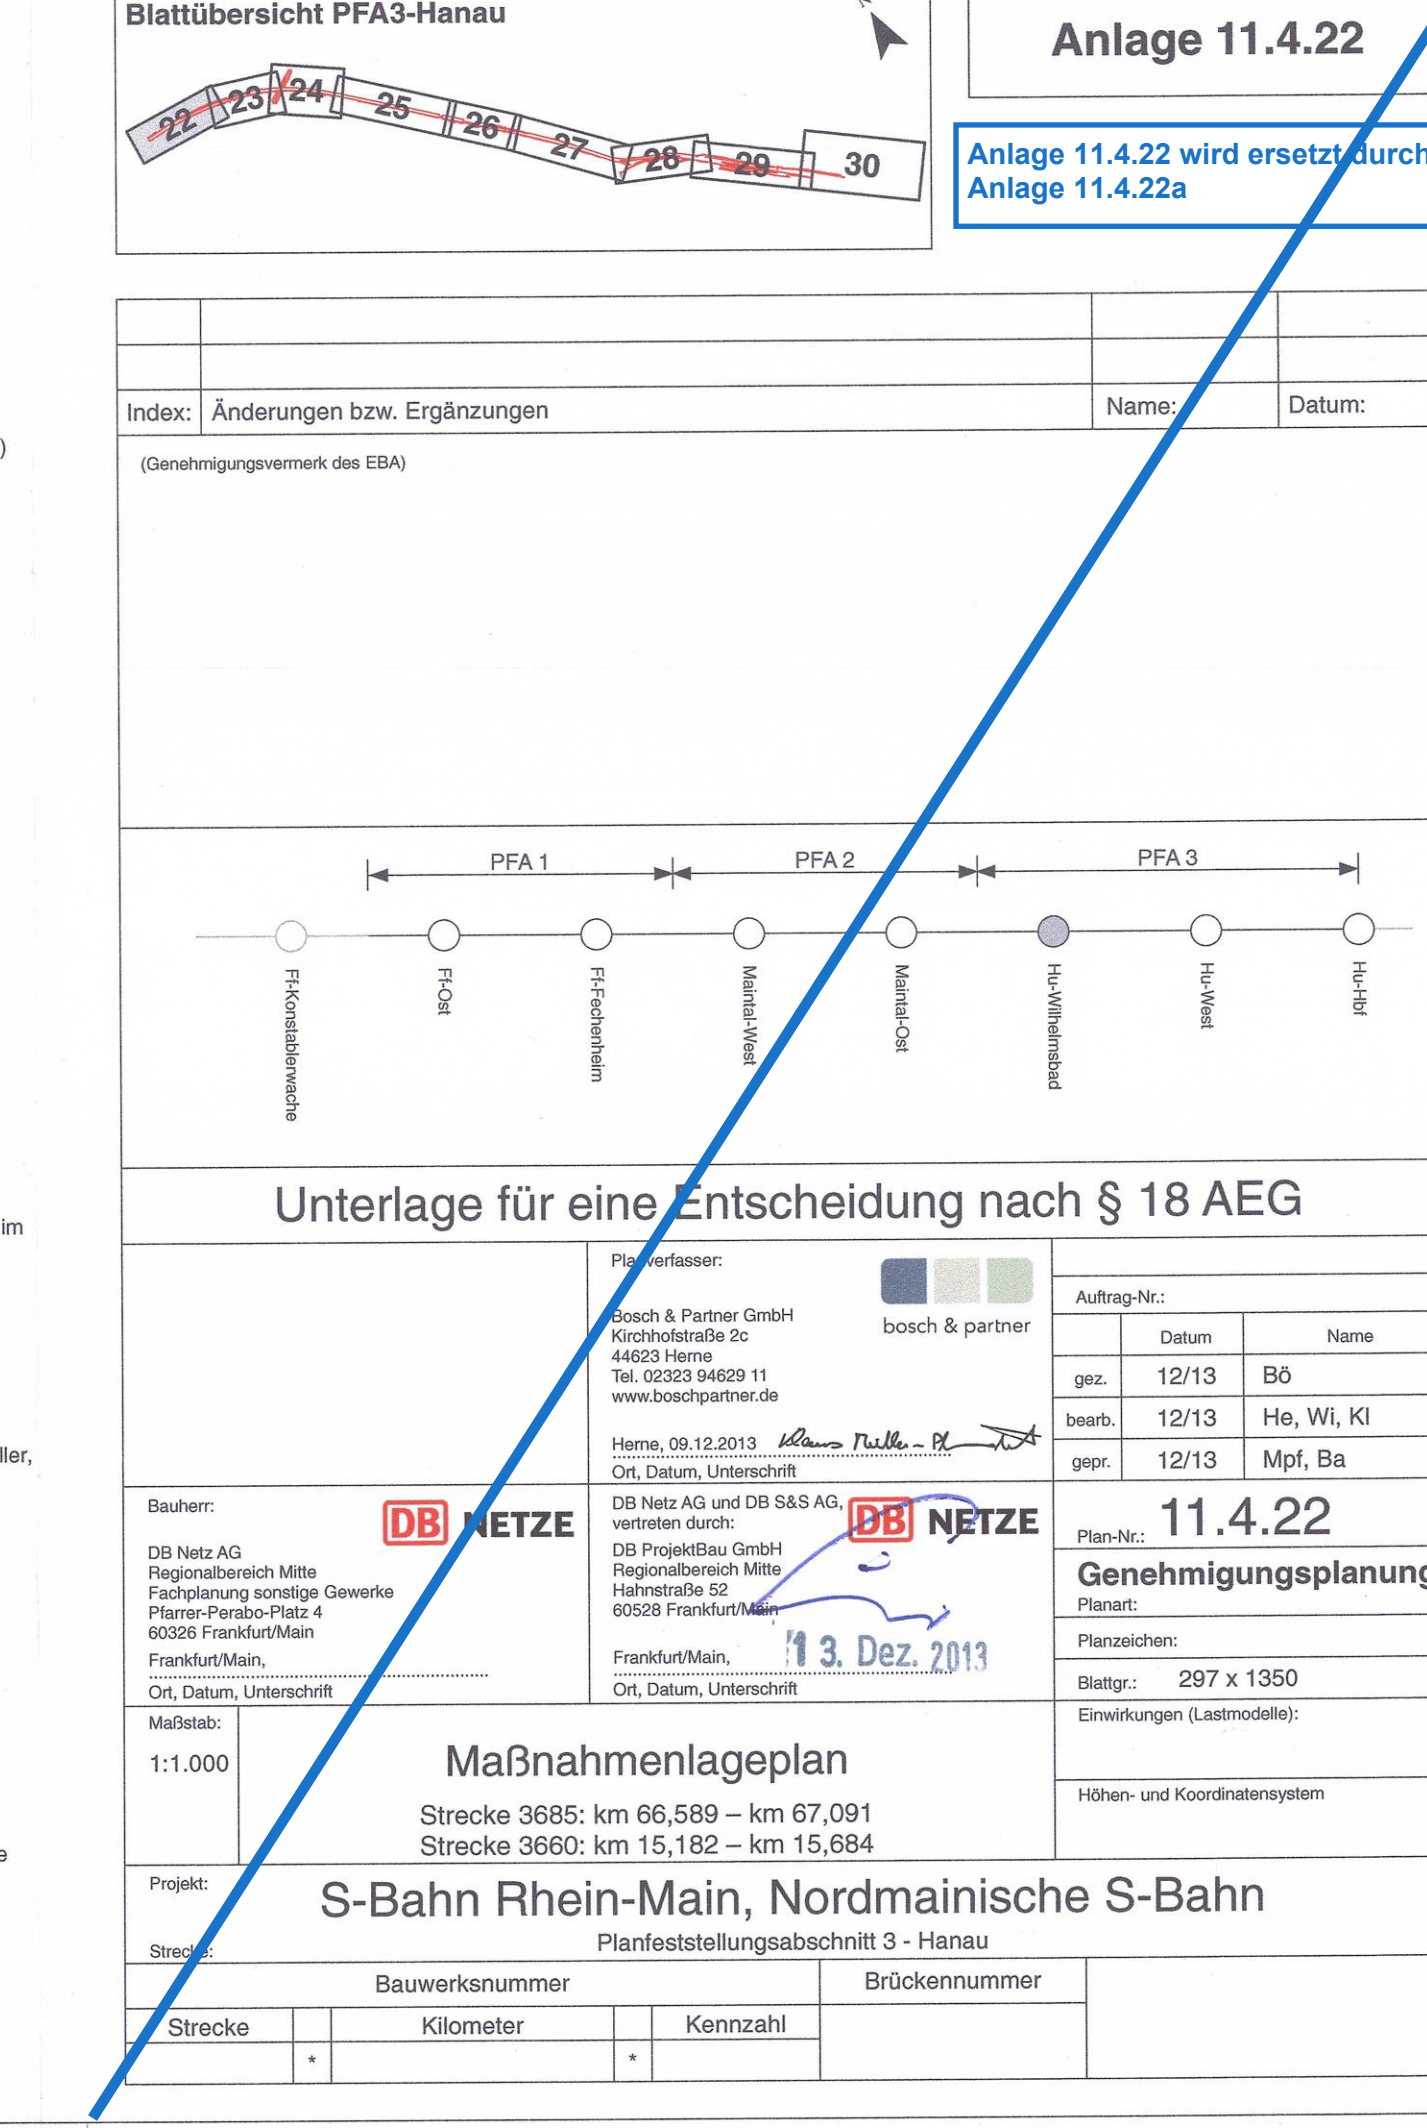 Blattübersicht PFA3-Hanau
22 23 24 25 26 27 28 29 30
Anlage 11.4.22
Anlage 11.4.22 wird ersetzt durch
Anlage 11.4.22a
Index: Änderungen bzw. Ergänzungen Name: Datum:
)
(Genehmigungsvermerk des EBA)
PFA 1 PFA 2 PFA 3
Ff-Konstablerwache
Ff-Ost
Ff-Fechenheim
Maintal-West
Maintal-Ost
Hu-Wilhelmsbad
Hu-West
Hu-Hbf
Unterlage für eine Entscheidung nach § 18 AEG
im
Planverfasser:
Bosch & Partner GmbH
Kirchhofstraße 2c
44623 Herne
Tel. 02323 94629 11
www.boschpartner.de
bosch & partner
Herne, 09.12.2013
Ort, Datum, Unterschrift
Auftrag-Nr.:
Datum Name
gez. 12/13 Bö
bearb. 12/13 He, Wi, Kl
gepr. 12/13 Mpf, Ba
ller,
Bauherr:
DB NETZE
DB Netz AG
Regionalbereich Mitte
Fachplanung sonstige Gewerke
Pfarrer-Perabo-Platz 4
60326 Frankfurt/Main
Frankfurt/Main,
Ort, Datum, Unterschrift
DB Netz AG und DB S&S AG,
vertreten durch:
DB NETZE
DB ProjektBau GmbH
Regionalbereich Mitte
Hahnstraße 52
60528 Frankfurt/Main
Frankfurt/Main, 13. Dez. 2013
Ort, Datum, Unterschrift
Plan-Nr.: 11.4.22
Genehmigungsplanung
Planart:
Planzeichen:
Blattgr.: 297 x 1350
Einwirkungen (Lastmodelle):
Höhen- und Koordinatensystem
Maßstab:
1:1.000
Maßnahmenlageplan
Strecke 3685: km 66,589 – km 67,091
Strecke 3660: km 15,182 – km 15,684
e
Projekt:
S-Bahn Rhein-Main, Nordmainische S-Bahn
Strecke:
Planfeststellungsabschnitt 3 - Hanau
Bauwerksnummer Brückennummer
Strecke Kilometer Kennzahl
* *